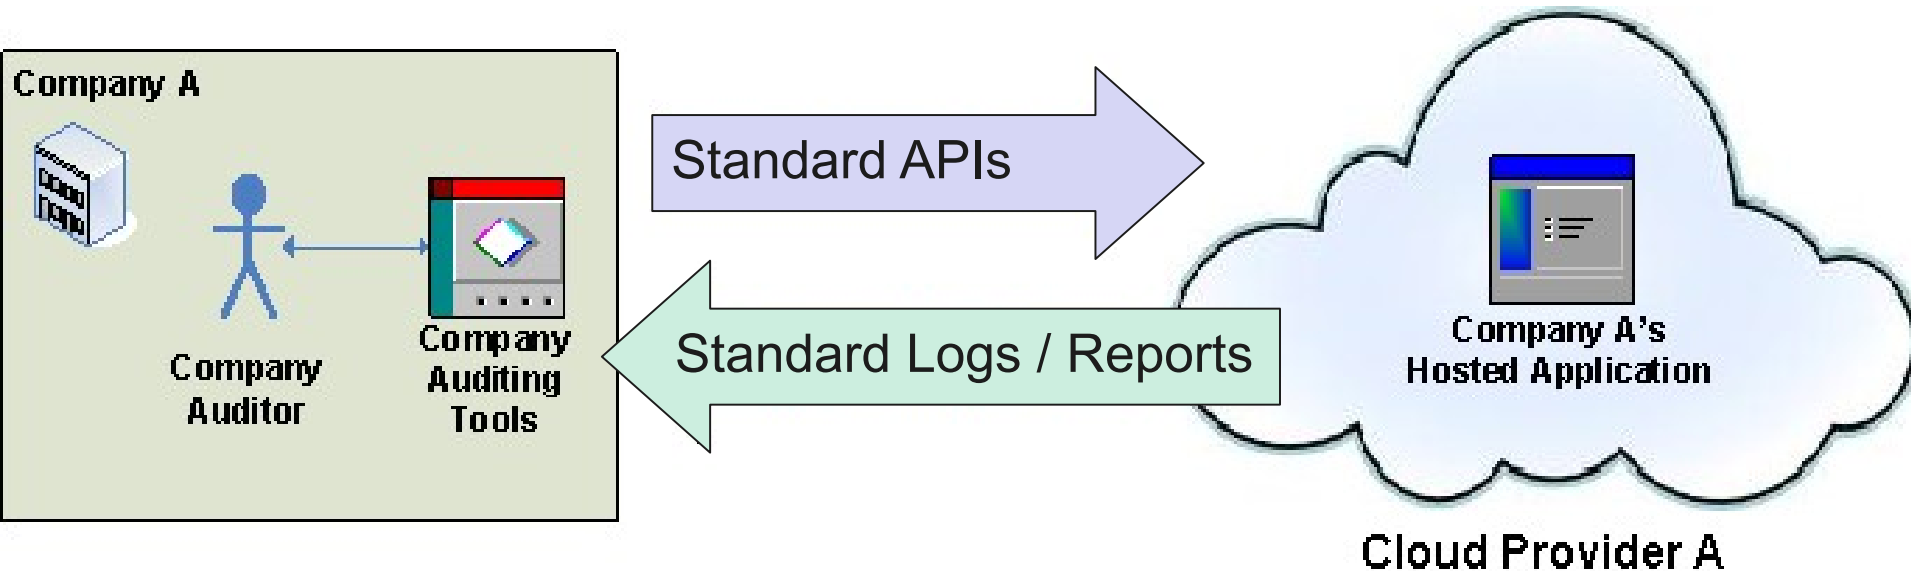 Company A
Company
Auditor
Company
Auditing
Tools
Standard APIs
Standard Logs / Reports
Company A's
Hosted Application
Cloud Provider A